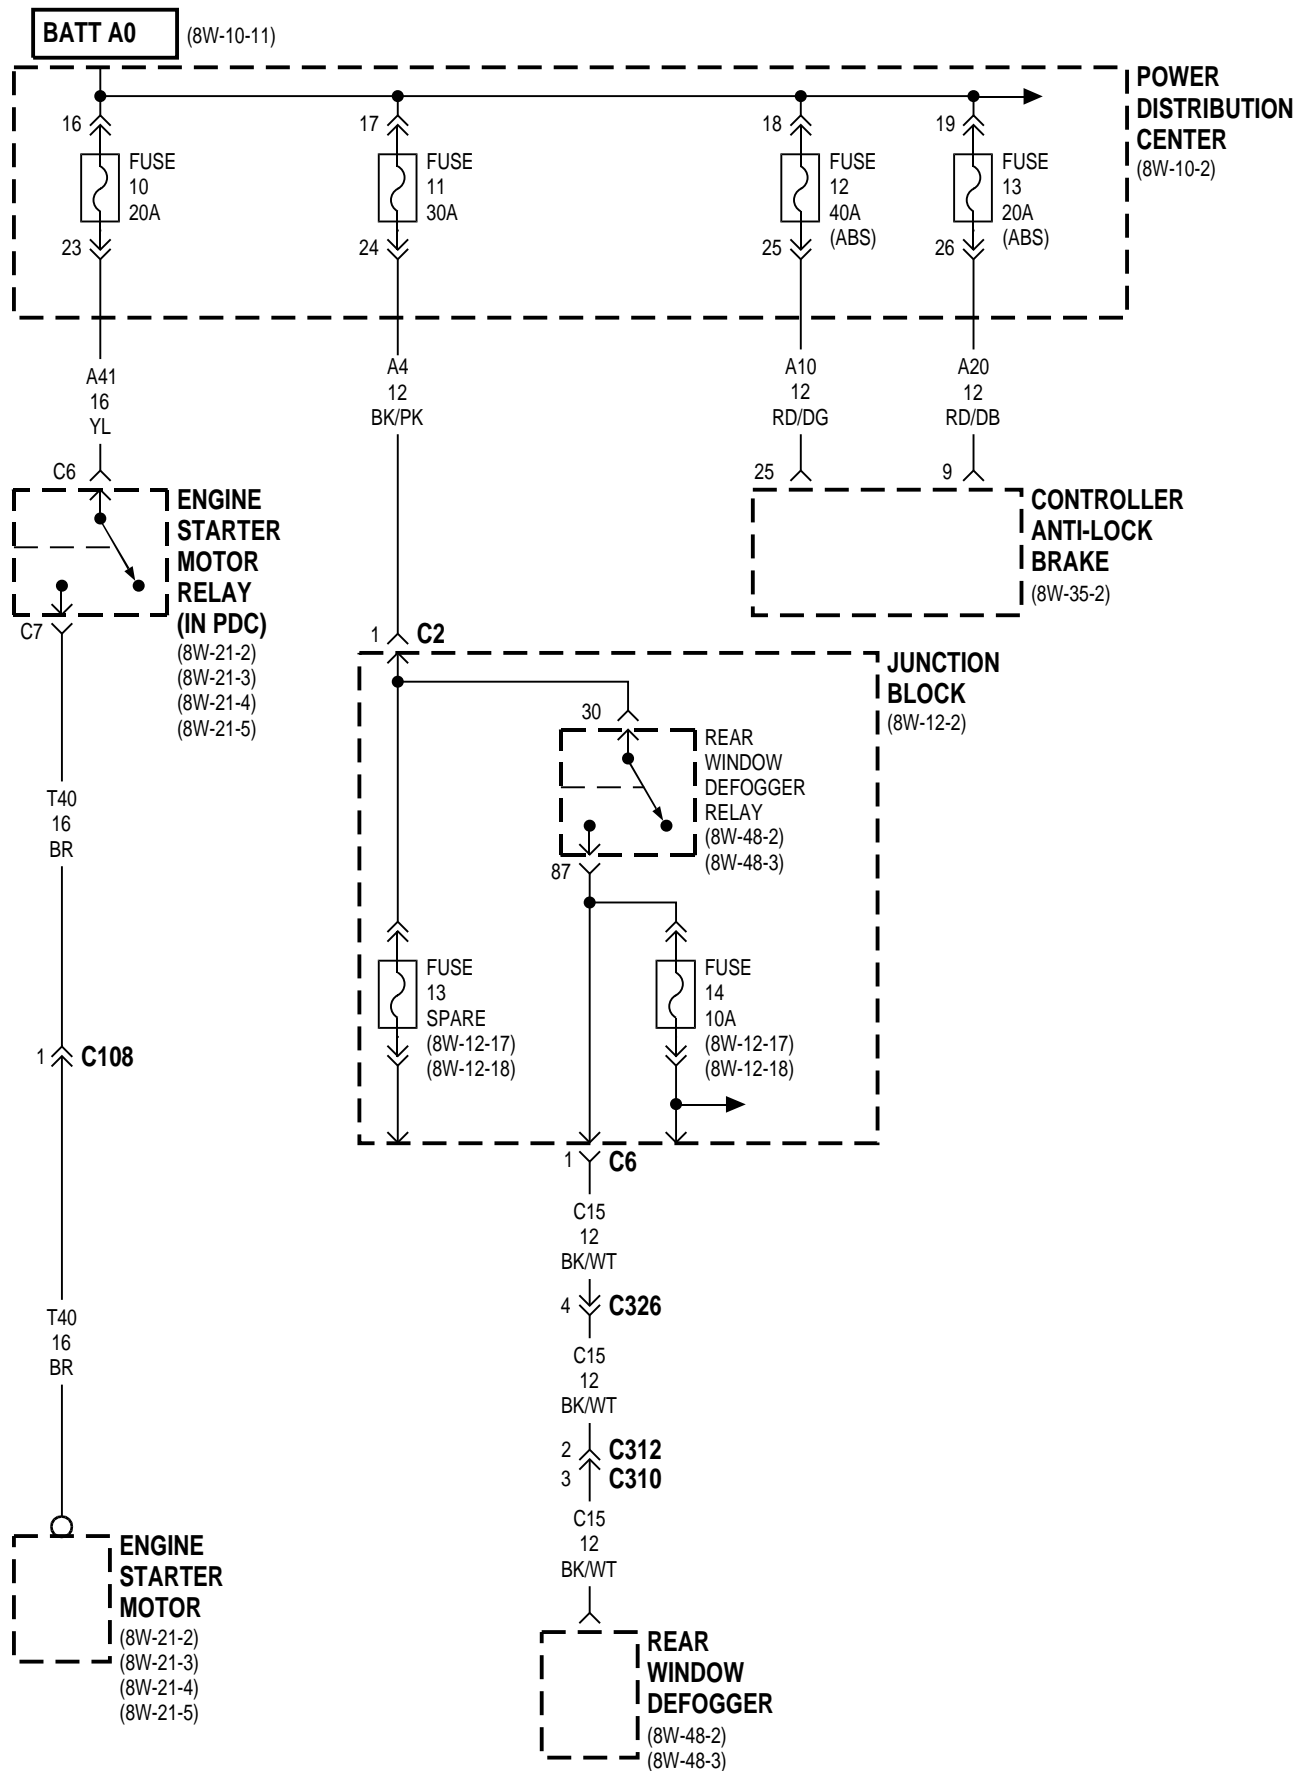 BATT A0
(8W-10-11)
POWER
DISTRIBUTION
CENTER
(8W-10-2)
16
FUSE
10
20A
23
17
FUSE
11
30A
24
18
FUSE
12
40A
(ABS)
25
19
FUSE
13
20A
(ABS)
26
A41
16
YL
A4
12
BK/PK
A10
12
RD/DG
A20
12
RD/DB
C6
ENGINE
STARTER
MOTOR
RELAY
(IN PDC)
(8W-21-2)
(8W-21-3)
(8W-21-4)
(8W-21-5)
C7
25
9
CONTROLLER
ANTI-LOCK
BRAKE
(8W-35-2)
1
C2
JUNCTION
BLOCK
(8W-12-2)
30
REAR
WINDOW
DEFOGGER
RELAY
(8W-48-2)
(8W-48-3)
87
T40
16
BR
FUSE
13
SPARE
(8W-12-17)
(8W-12-18)
FUSE
14
10A
(8W-12-17)
(8W-12-18)
1
C108
1
C6
C15
12
BK/WT
4
C326
T40
16
BR
C15
12
BK/WT
2
C312
3
C310
C15
12
BK/WT
ENGINE
STARTER
MOTOR
(8W-21-2)
(8W-21-3)
(8W-21-4)
(8W-21-5)
REAR
WINDOW
DEFOGGER
(8W-48-2)
(8W-48-3)